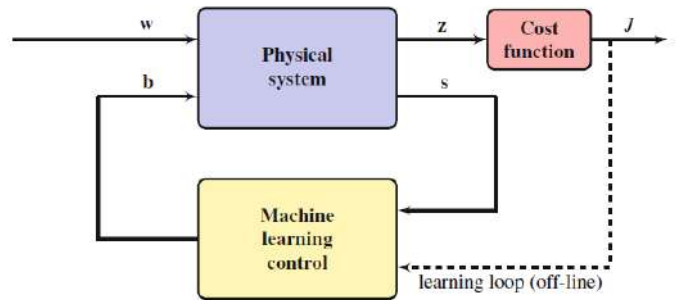 w
z
Cost
function
J
Physical
system
b
s
Machine
learning
control
learning loop (off-line)